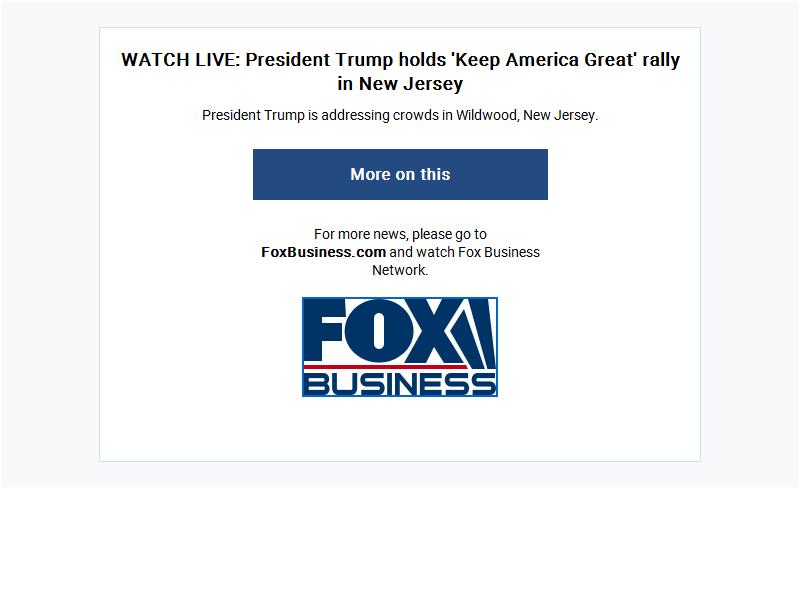 WATCH LIVE: President Trump holds 'Keep America Great' rally
in New Jersey
President Trump is addressing crowds in Wildwood, New Jersey.
More on this
For more news, please go to
FoxBusiness.com and watch Fox Business
Network.
FOX
BUSINESS